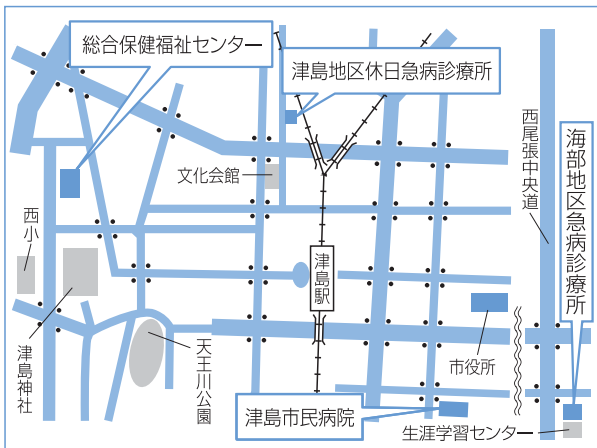 総合保健福祉センター
津島地区休日急病診療所
西尾張中央道
海部地区急病診療所
文化会館
西小
津島駅
津島神社
天王川公園
市役所
津島市民病院
生涯学習センター